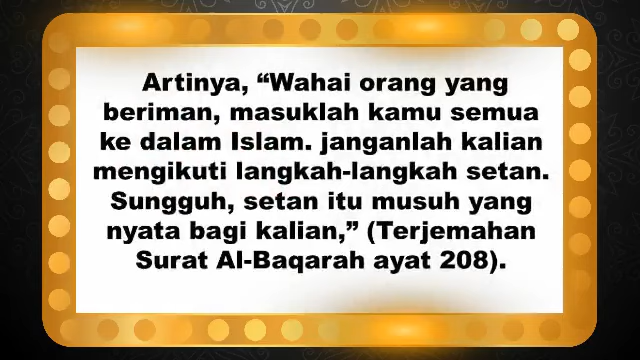 Artinya, “Wahai orang yang
beriman, masuklah kamu semua
ke dalam Islam. janganlah kalian
mengikuti langkah-langkah setan.
Sungguh, setan itu musuh yang
nyata bagi kalian,” (Terjemahan
Surat Al-Baqarah ayat 208).